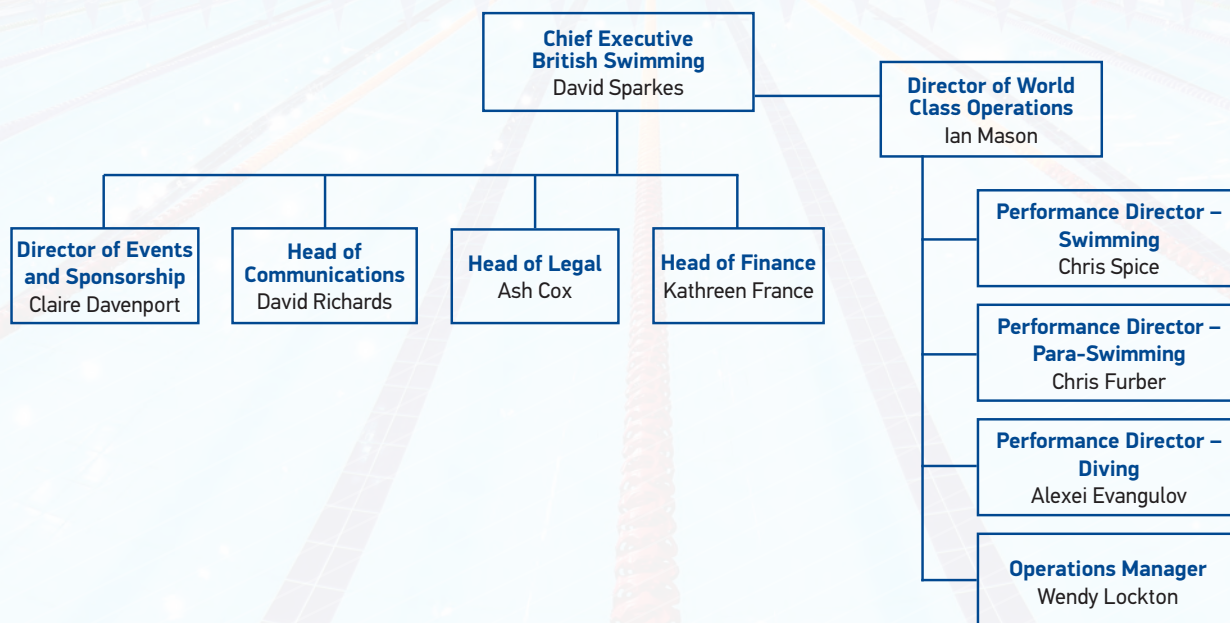 Chief Executive
British Swimming
David Sparkes
Director of World
Class Operations
Ian Mason
Director of Events
and Sponsorship
Claire Davenport
Head of
Communications
David Richards
Head of Legal
Ash Cox
Head of Finance
Kathreen France
Performance Director –
Swimming
Chris Spice
Performance Director –
Para-Swimming
Chris Furber
Performance Director –
Diving
Alexei Evangulov
Operations Manager
Wendy Lockton